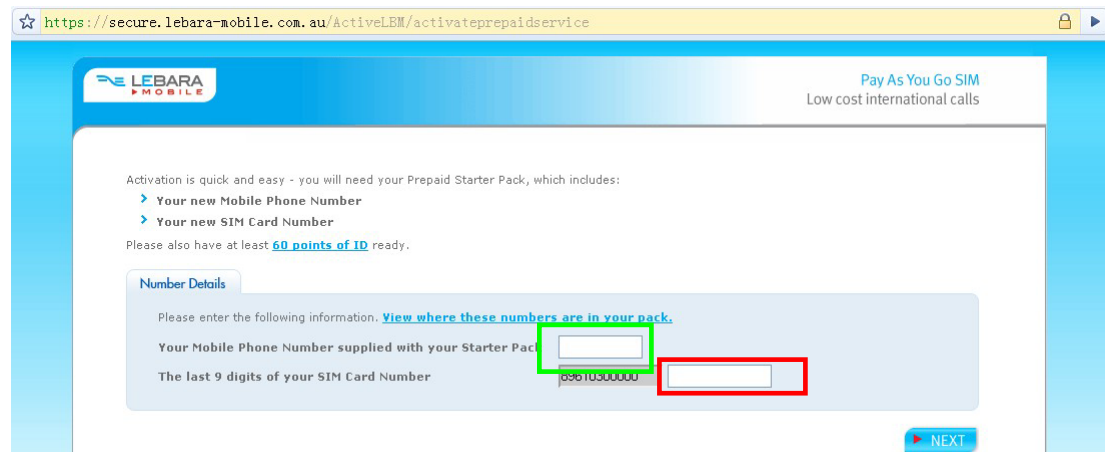 https://secure.lebara-mobile.com.au/ActiveLBM/activateprepaidservice
LEBARA
MOBILE
Pay As You Go SIM
Low cost international calls
Activation is quick and easy - you will need your Prepaid Starter Pack, which includes:
Your new Mobile Phone Number
Your new SIM Card Number
Please also have at least 60 points of ID ready.
Number Details
Please enter the following information. View where these numbers are in your pack.
Your Mobile Phone Number supplied with your Starter Pack
The last 9 digits of your SIM Card Number
89610300000
NEXT